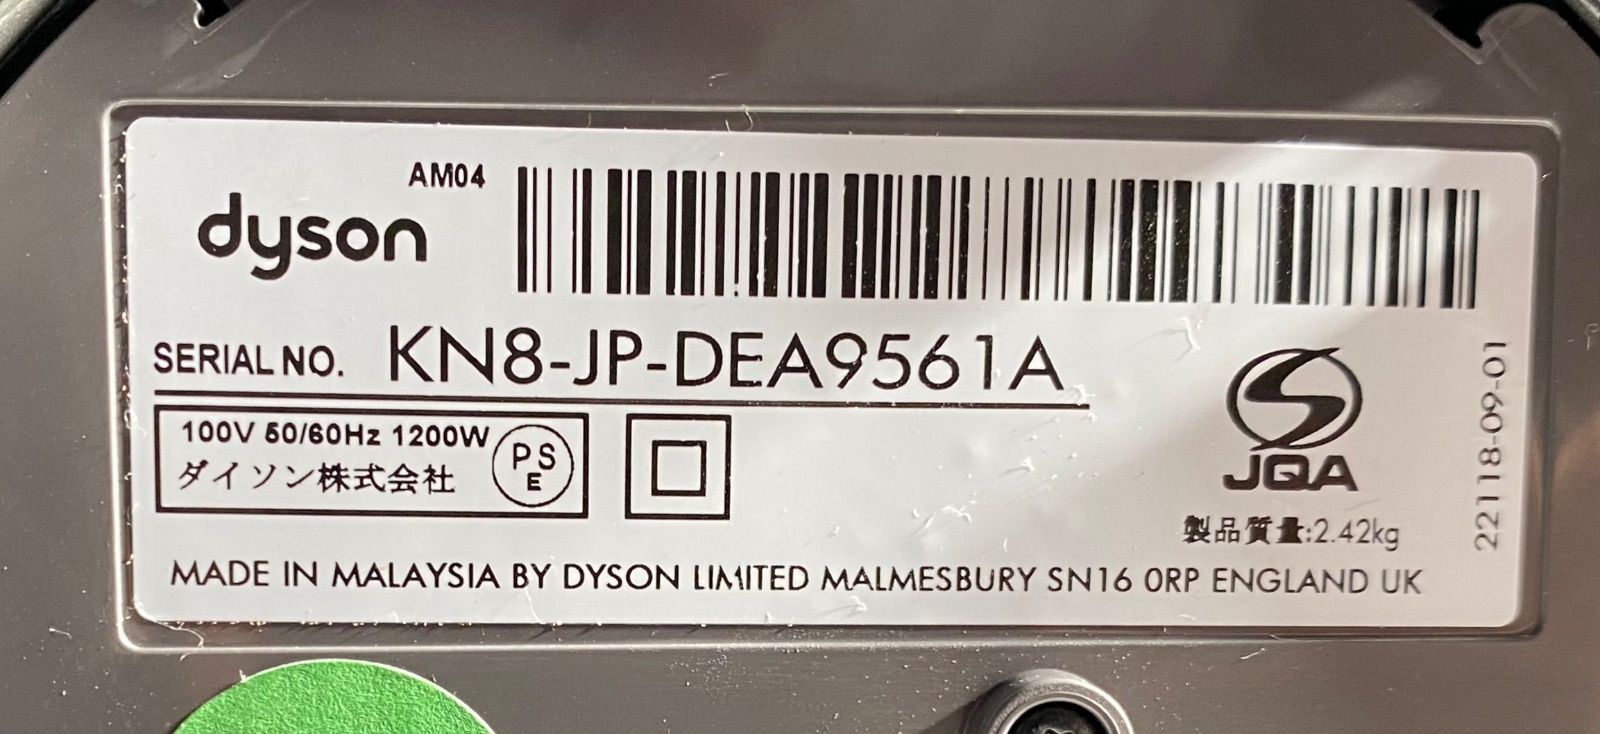 AM04
dyson
SERIAL NO. KN8-JP-DEA9561A
100V 50/60Hz 1200W
ダイソン株式会社
PSE
JQA
製品質量:2.42kg
22118-09-01
MADE IN MALAYSIA BY DYSON LIMITED MALMESBURY SN16 0RP ENGLAND UK